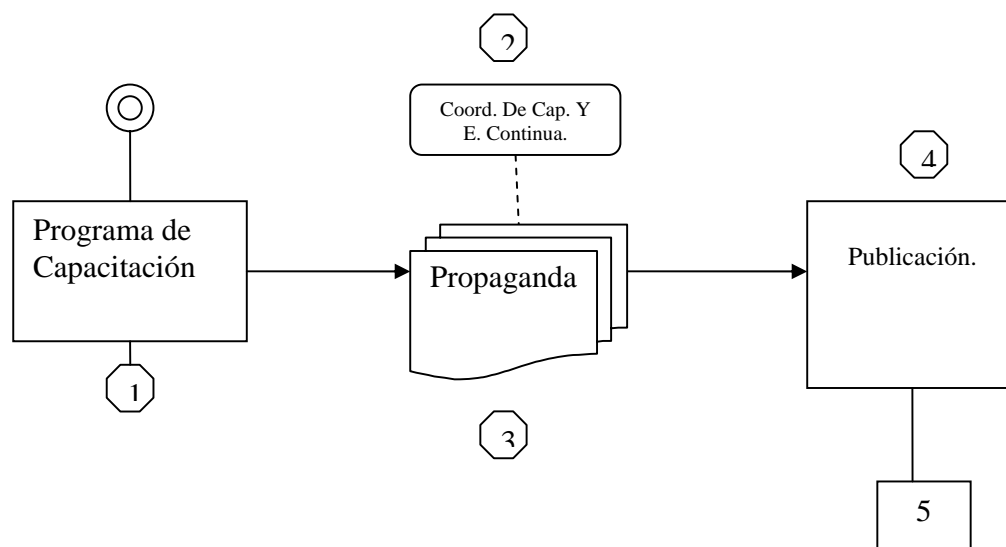 2
Coord. De Cap. Y
E. Continua.
4
Programa de
Capacitación
Propaganda
Publicación.
1
3
5